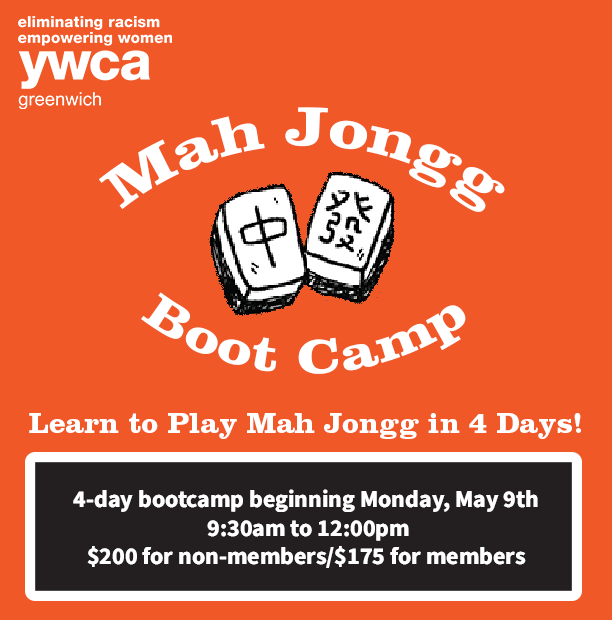 eliminating racism
empowering women
ywca
greenwich
Mah Jongg
中
發
Boot Camp
Learn to Play Mah Jongg in 4 Days!
4-day bootcamp beginning Monday, May 9th
9:30am to 12:00pm
$200 for non-members/$175 for members